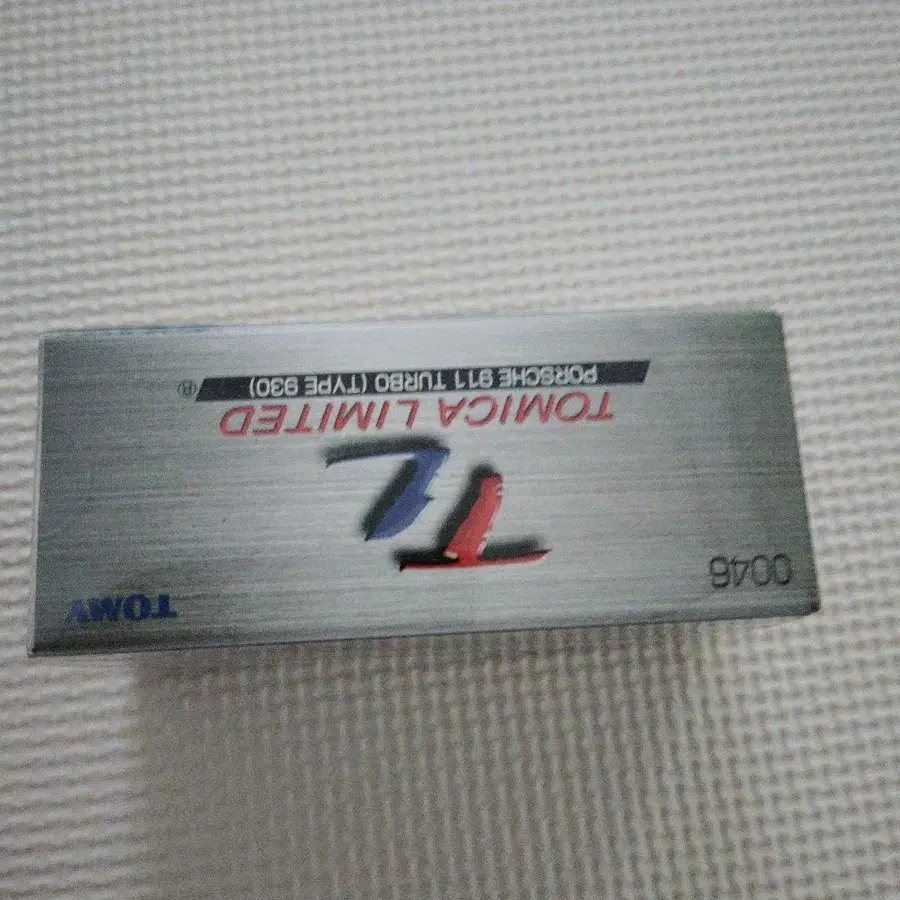 0046
TOMY
TL
TOMICA LIMITED
PORSCHE 911 TURBO (TYPE 930)
®